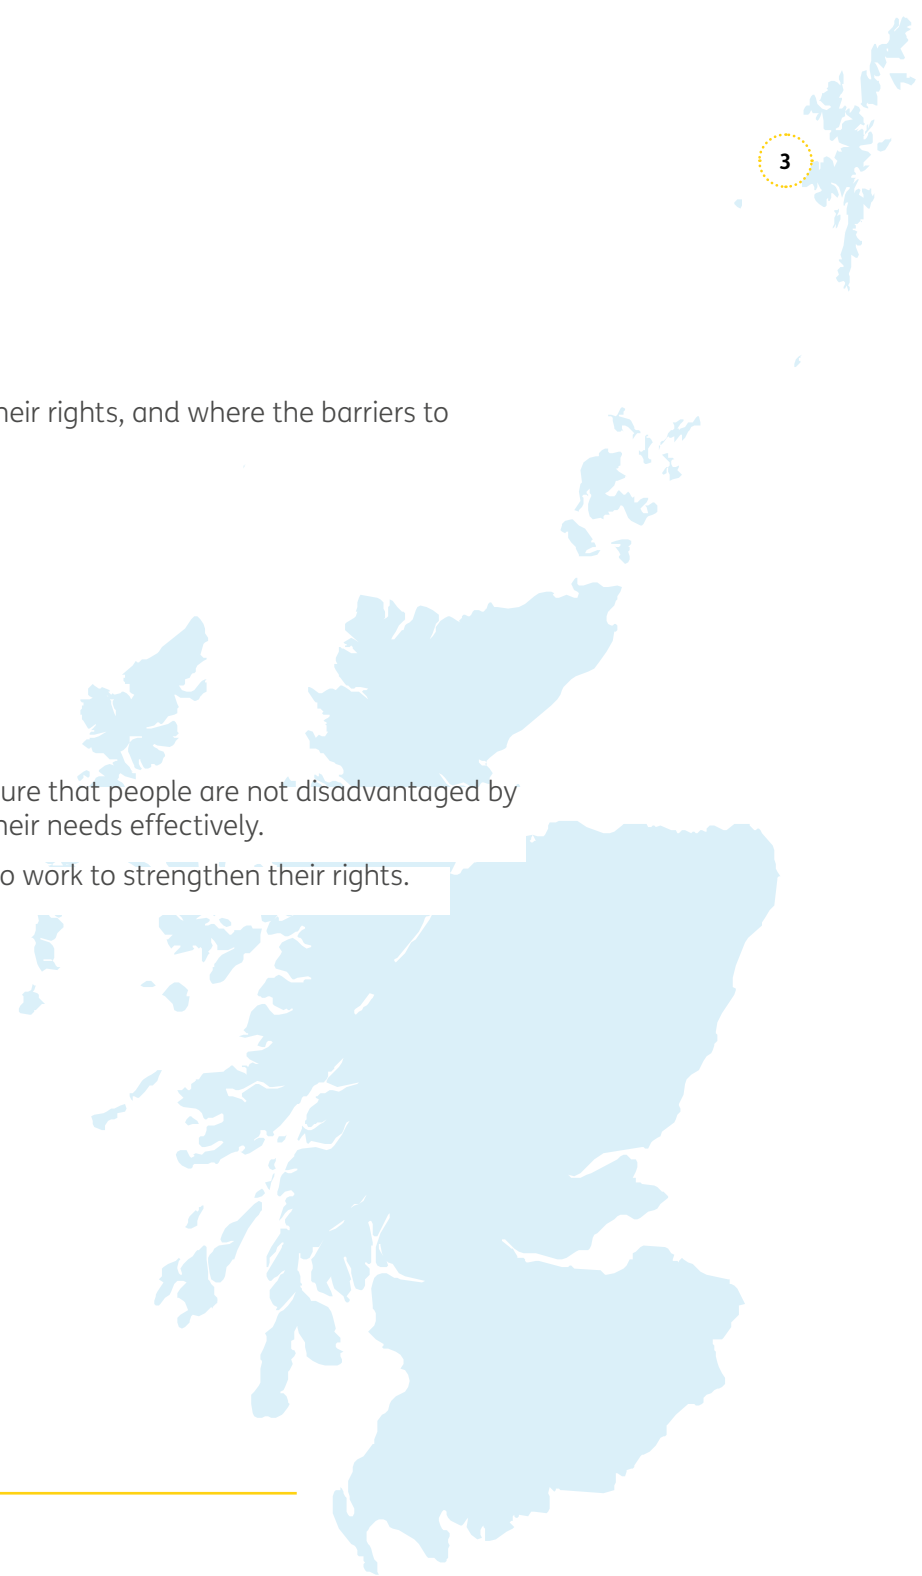 3
heir rights, and where the barriers to
ure that people are not disadvantaged by
heir needs effectively.
o work to strengthen their rights.